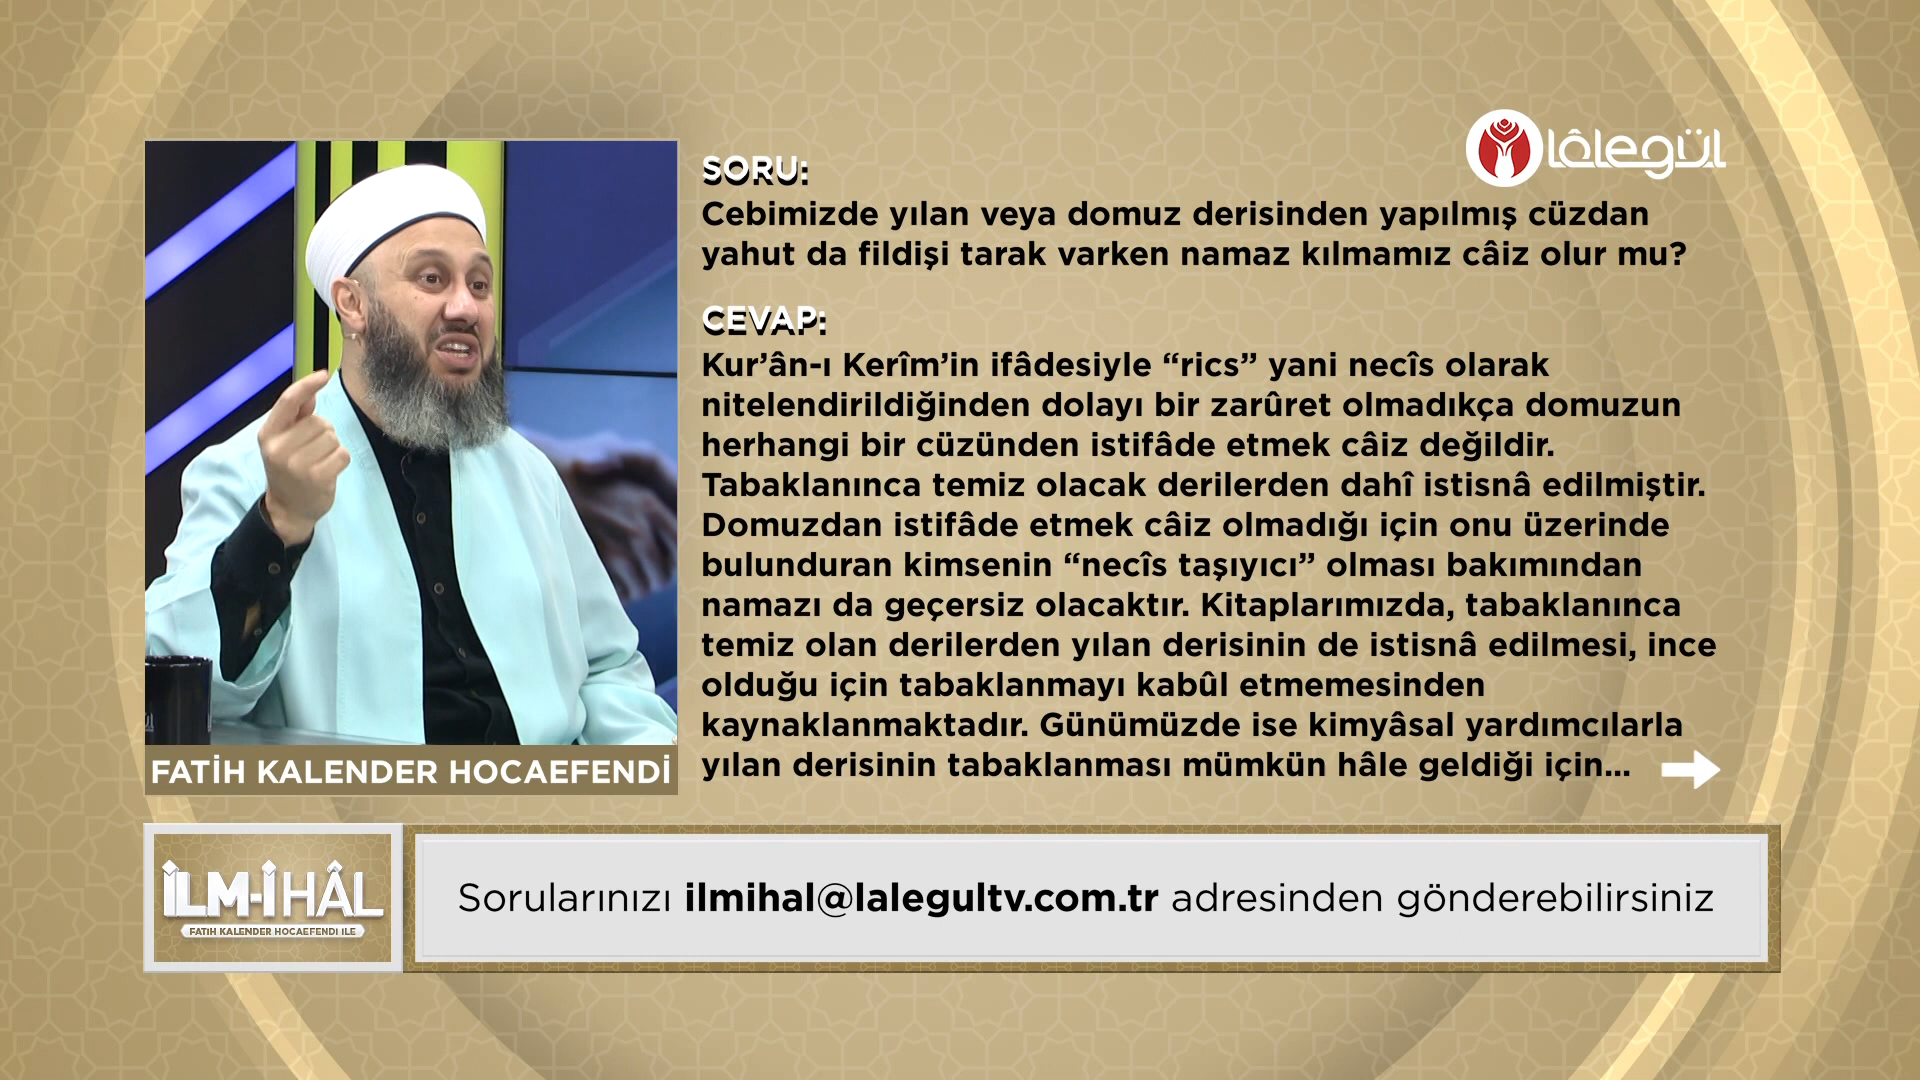 lâlegül
SORU:
Cebimizde yılan veya domuz derisinden yapılmış cüzdan
yahut da fildişi tarak varken namaz kılmamız câiz olur mu?
CEVAP:
Kur’ân-ı Kerîm’in ifâdesiyle “rics” yani necîs olarak
nitelendirildiğinden dolayı bir zarûret olmadıkça domuzun
herhangi bir cüzünden istifâde etmek câiz değildir.
Tabaklanınca temiz olacak derilerden dahî istisnâ edilmiştir.
Domuzdan istifâde etmek câiz olmadığı için onu üzerinde
bulunduran kimsenin “necîs taşıyıcı” olması bakımından
namazı da geçersiz olacaktır. Kitaplarımızda, tabaklanınca
temiz olan derilerden yılan derisinin de istisnâ edilmesi, ince
olduğu için tabaklanmayı kabûl etmemesinden
kaynaklanmaktadır. Günümüzde ise kimyâsal yardımcılarla
yılan derisinin tabaklanması mümkün hâle geldiği için...
FATİH KALENDER HOCAEFENDİ
İLM-İHÂL
FATİH KALENDER HOCAEFENDİ İLE
Sorularınızı ilmihal@lalegultv.com.tr adresinden gönderebilirsiniz